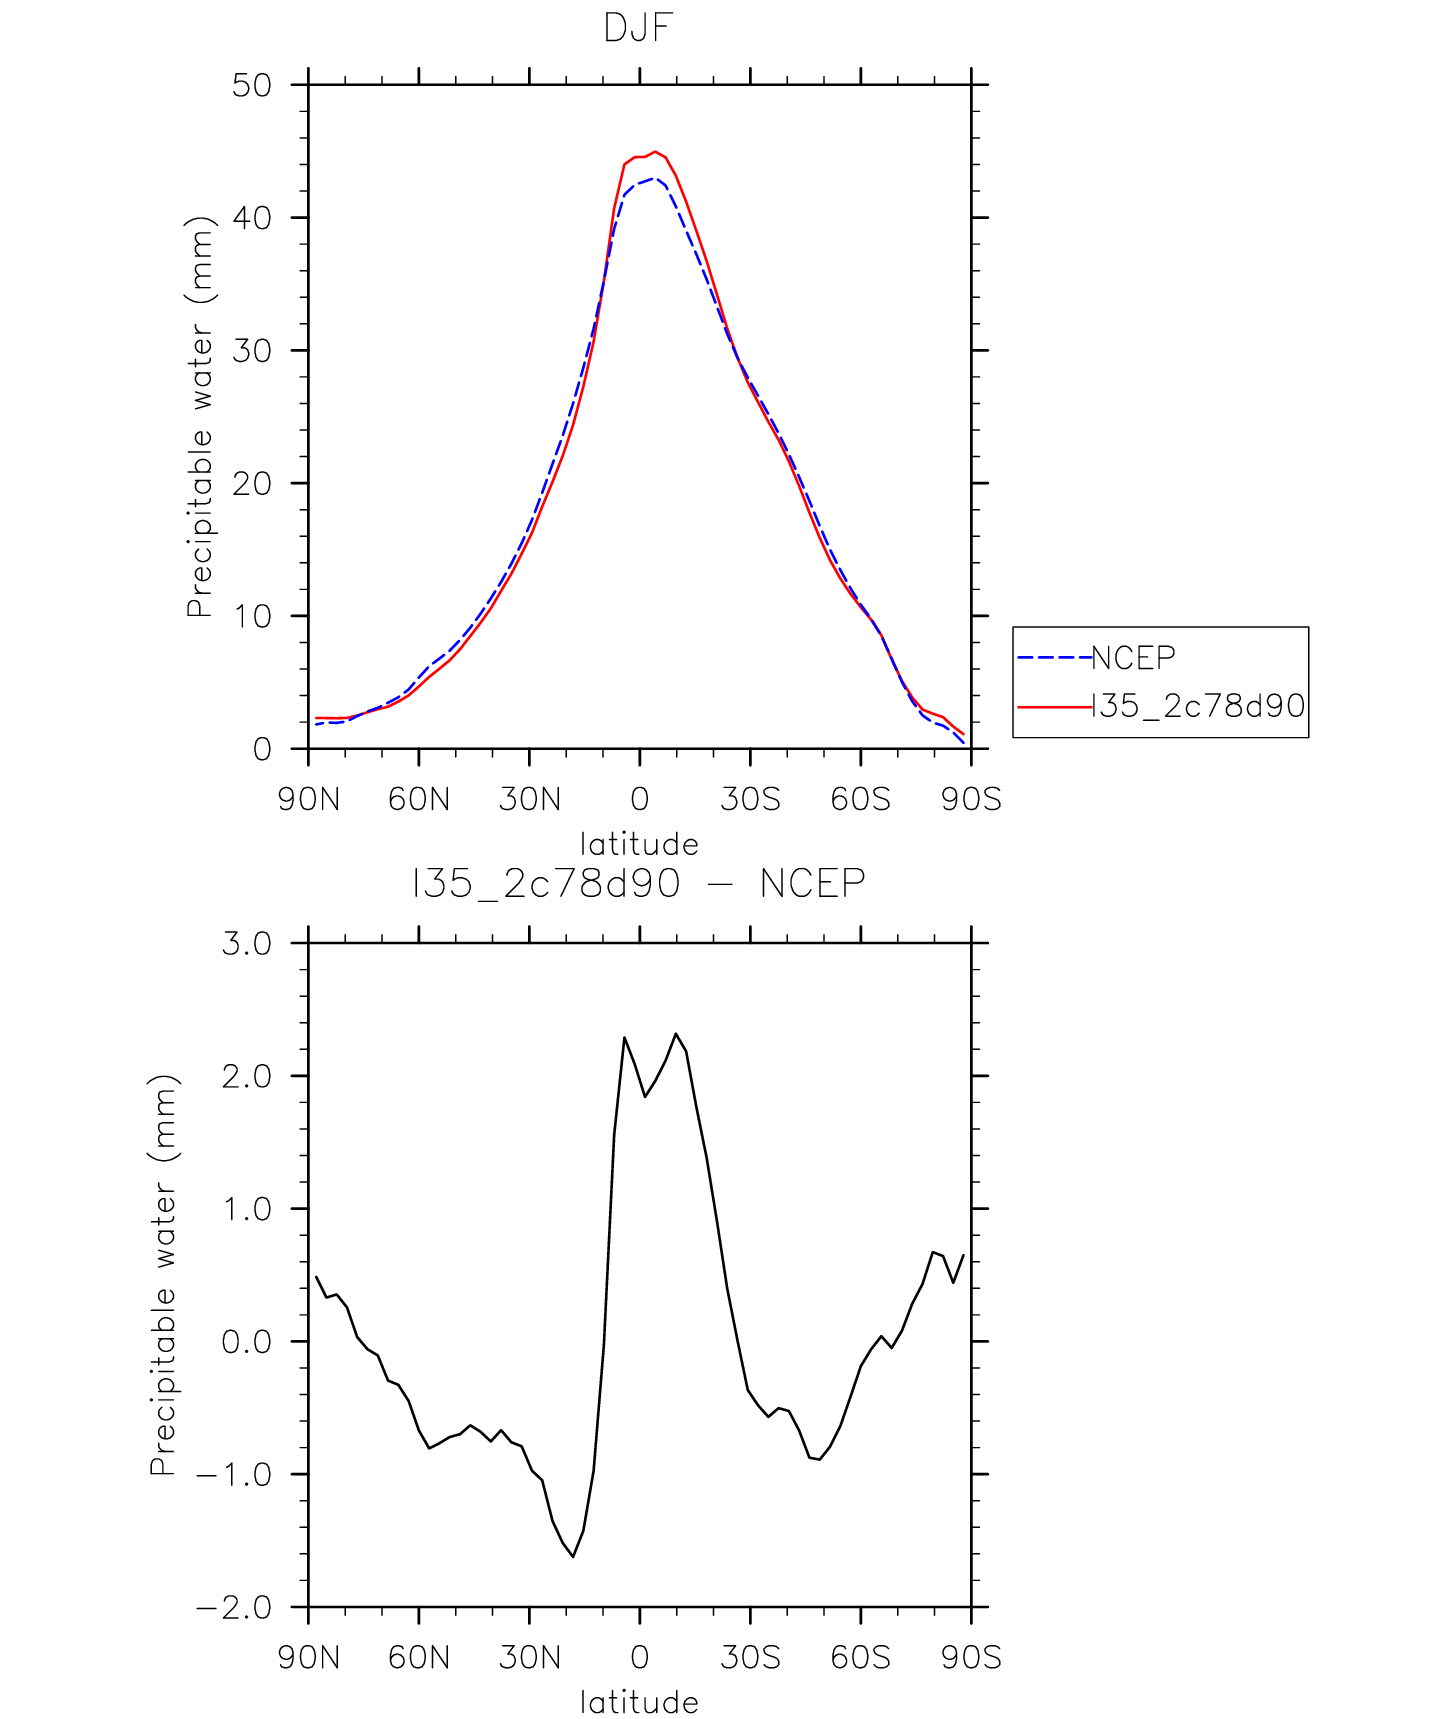 DJF
50
40
30
20
10
0
Precipitable water (mm)
90N 60N 30N 0 30S 60S 90S
latitude
NCEP
I35_2c78d90
I35_2c78d90 − NCEP
3.0
2.0
1.0
0.0
−1.0
−2.0
Precipitable water (mm)
90N 60N 30N 0 30S 60S 90S
latitude